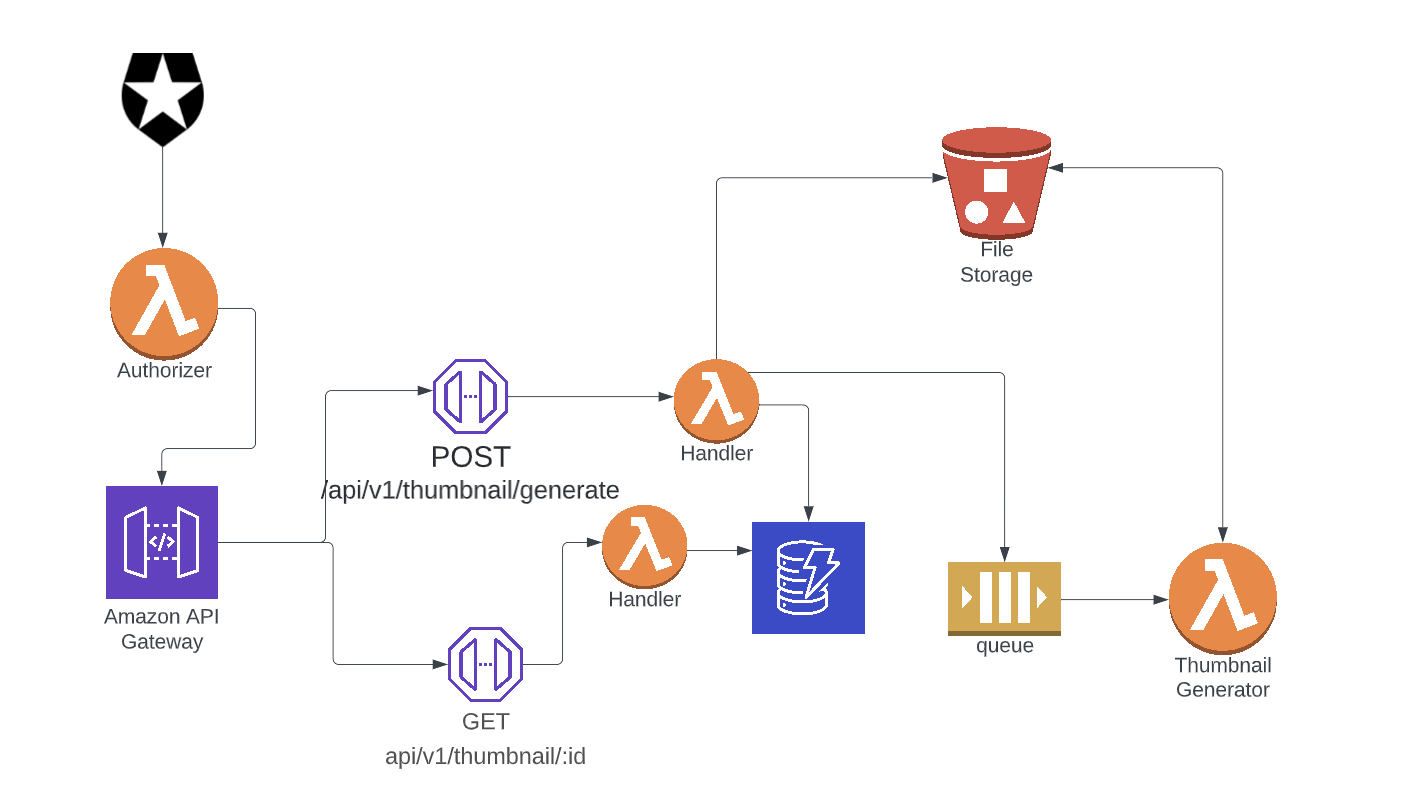 File
Storage
Authorizer
POST
/api/v1/thumbnail/generate
Handler
</>
Handler
Amazon API
Gateway
queue
Thumbnail
Generator
GET
api/v1/thumbnail/:id